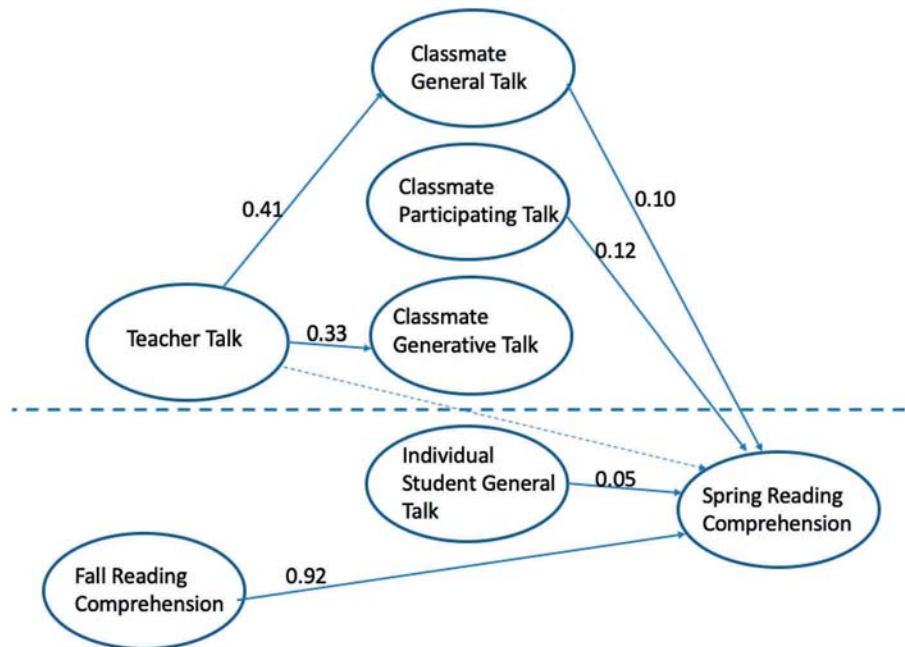 Classmate
General Talk
0.41
0.10
Classmate
Participating Talk
0.12
Teacher Talk
0.33
Classmate
Generative Talk
Individual
Student General
Talk
0.05
Spring Reading
Comprehension
Fall Reading
Comprehension
0.92